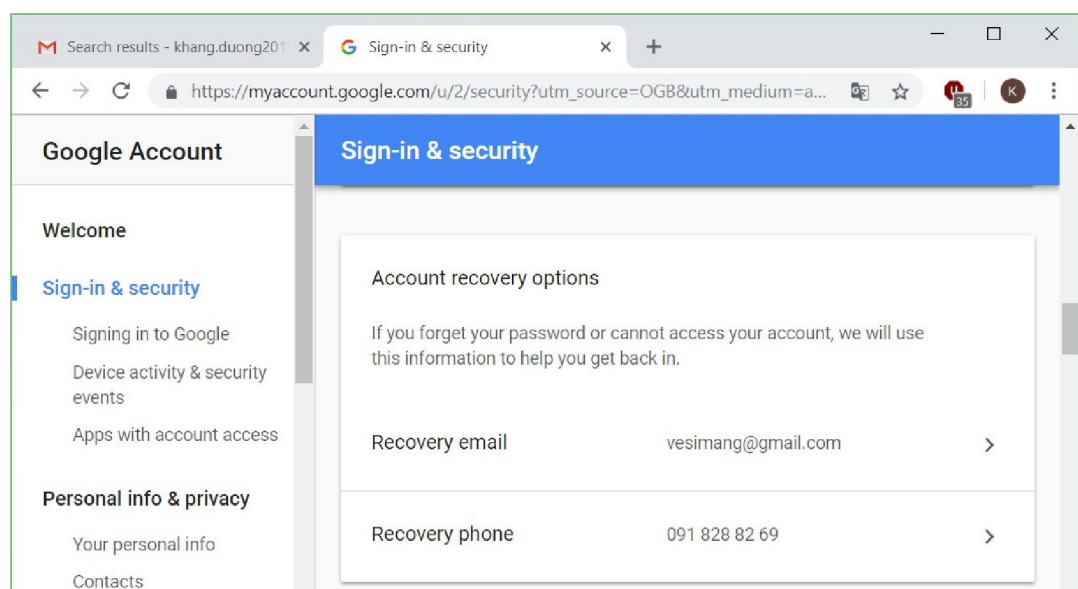 Search results - khang.duong201
Sign-in & security
https://myaccount.google.com/u/2/security?utm_source=OGB&utm_medium=a...
35
K
Google Account
Sign-in & security
Welcome
Sign-in & security
Signing in to Google
Device activity & security
events
Apps with account access
Personal info & privacy
Your personal info
Contacts
Account recovery options
If you forget your password or cannot access your account, we will use
this information to help you get back in.
Recovery email
vesimang@gmail.com
Recovery phone
091 828 82 69